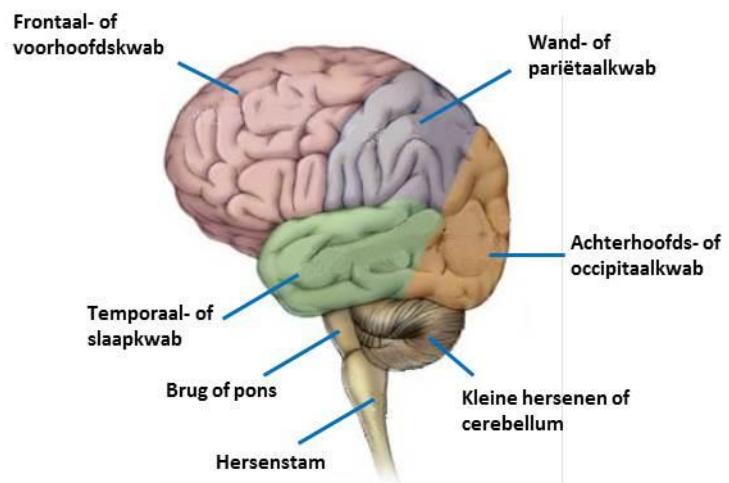 Frontaal- of
voorhoofdskwab
Wand- of
pariëtaalkwab
Achterhoofds- of
occipitaalkwab
Temporaal- of
slaapkwab
Brug of pons
Kleine hersenen of
cerebellum
Hersenstam